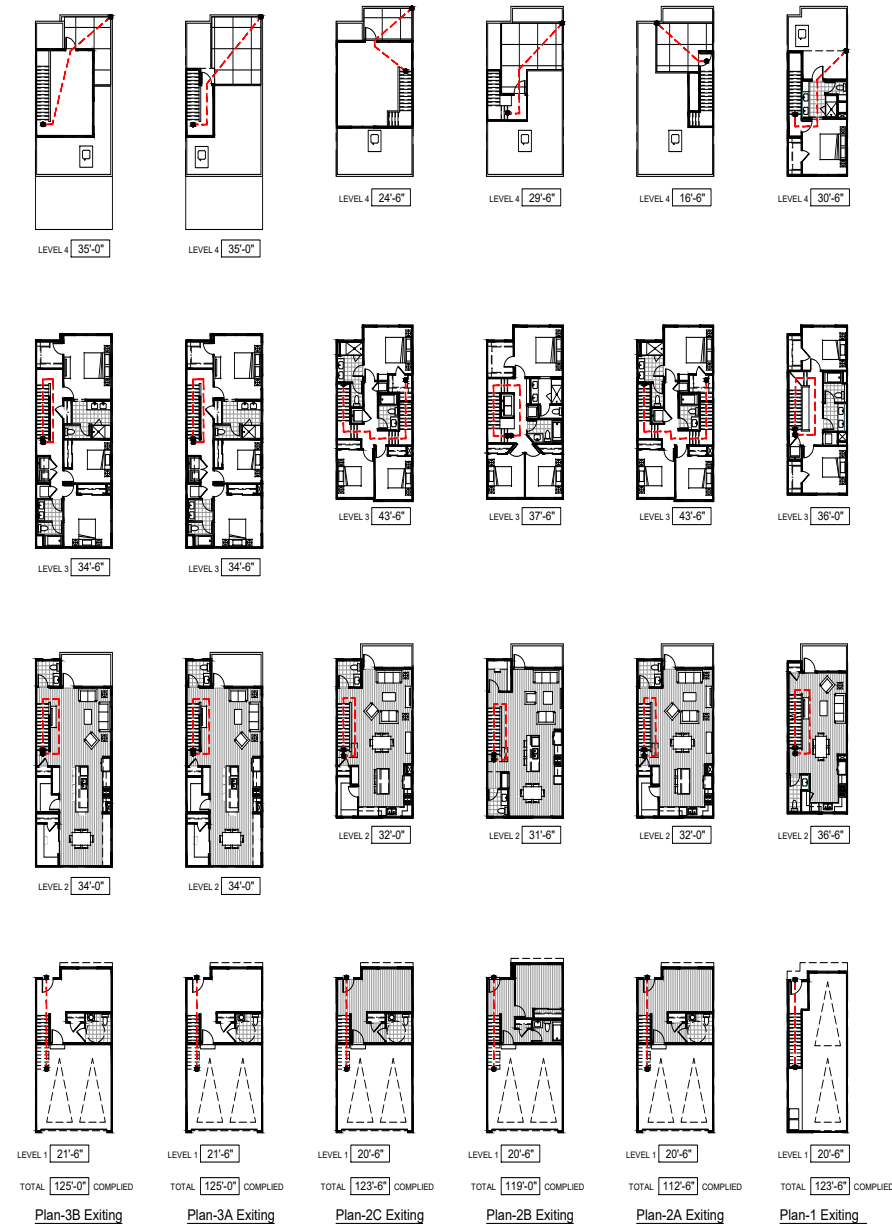 LEVEL 4 24'-6"
LEVEL 4 29'-6"
LEVEL 4 16'-6"
LEVEL 4 30'-6"
LEVEL 4 35'-0"
LEVEL 4 35'-0"
LEVEL 3 43'-6"
LEVEL 3 37'-6"
LEVEL 3 43'-6"
LEVEL 3 36'-0"
LEVEL 3 34'-6"
LEVEL 3 34'-6"
LEVEL 2 32'-0"
LEVEL 2 31'-6"
LEVEL 2 32'-0"
LEVEL 2 36'-6"
LEVEL 2 34'-0"
LEVEL 2 34'-0"
LEVEL 1 21'-6"
LEVEL 1 21'-6"
LEVEL 1 20'-6"
LEVEL 1 20'-6"
LEVEL 1 20'-6"
LEVEL 1 20'-6"
TOTAL 125'-0" COMPLIED
TOTAL 125'-0" COMPLIED
TOTAL 123'-6" COMPLIED
TOTAL 119'-0" COMPLIED
TOTAL 112'-6" COMPLIED
TOTAL 123'-6" COMPLIED
Plan-3B Exiting
Plan-3A Exiting
Plan-2C Exiting
Plan-2B Exiting
Plan-2A Exiting
Plan-1 Exiting